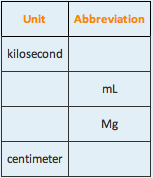 Unit Abbreviation
kilosecond
mL
Mg
centimeter